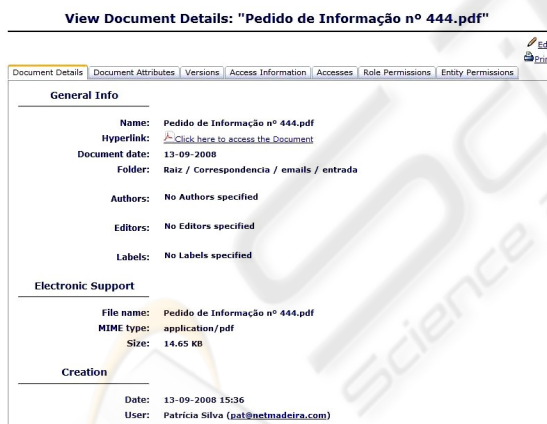 View Document Details: "Pedido de Informação nº 444.pdf"
Document Details Document Attributes Versions Access Information Accesses Role Permissions Entity Permissions
General Info
Name: Pedido de Informação nº 444.pdf
Hyperlink: Click here to access the Document
Document date: 13-09-2008
Folder: Raiz / Correspondencia / emails / entrada
Authors: No Authors specified
Editors: No Editors specified
Labels: No Labels specified
Electronic Support
File name: Pedido de Informação nº 444.pdf
MIME type: application/pdf
Size: 14.65 KB
Creation
Date: 13-09-2008 15:36
User: Patrícia Silva (pat@netmadeira.com)
Science